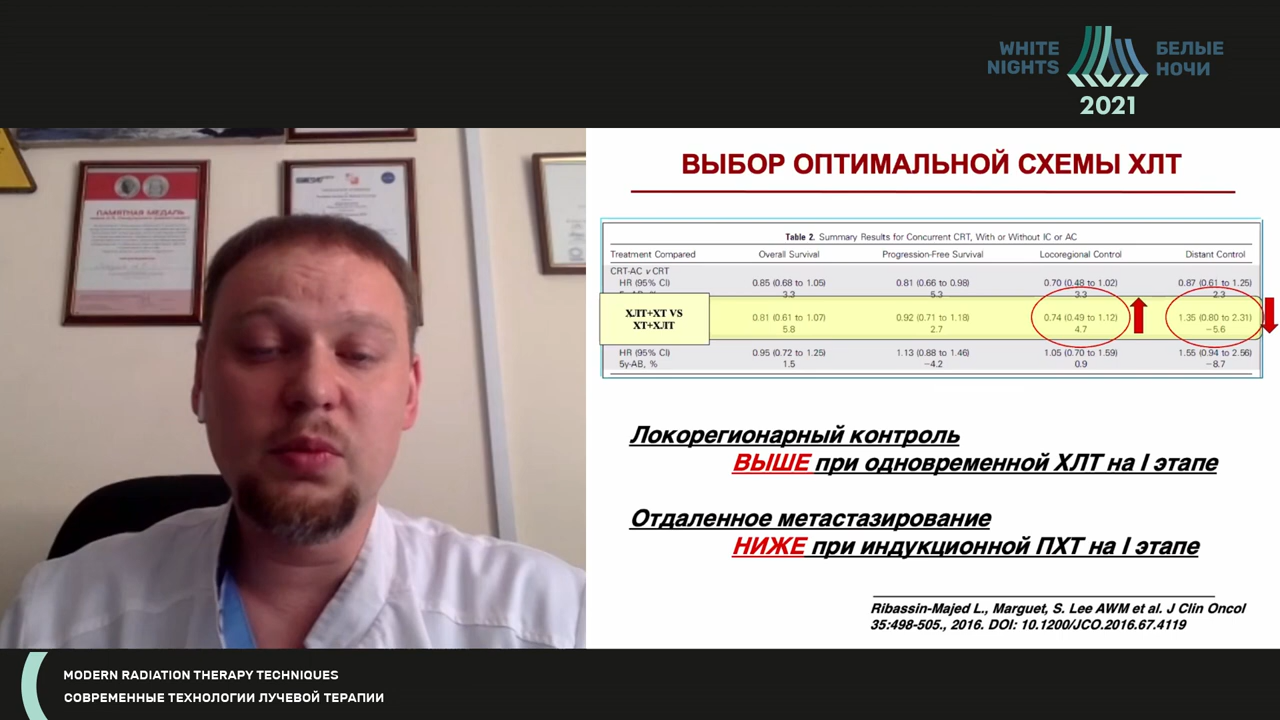 WHITE
NIGHTS
БЕЛЫЕ
НОЧИ
2021
ПАМЯТНАЯ МЕДАЛЬ
ВЫБОР ОПТИМАЛЬНОЙ СХЕМЫ ХЛТ
Table 2. Summary Results for Concurrent CRT, With or Without IC or AC
Treatment Compared Overall Survival Progression-Free Survival Locoregional Control Distant Control
CRT-AC v CRT
HR (95% CI) 0.85 (0.68 to 1.05) 0.81 (0.66 to 0.98) 0.70 (0.48 to 1.02) 0.87 (0.61 to 1.25)
3.3 5.3 3.3 2.3
ХЛТ+ХТ VS
ХТ+ХЛТ
0.81 (0.61 to 1.07) 0.92 (0.71 to 1.18) 0.74 (0.49 to 1.12) 1.35 (0.80 to 2.31)
5.8 2.7 4.7 −5.6
HR (95% CI) 0.95 (0.72 to 1.25) 1.13 (0.88 to 1.46) 1.05 (0.70 to 1.59) 1.55 (0.94 to 2.56)
5y-AB, % 1.5 −4.2 0.9 −8.7
Локорегионарный контроль
ВЫШЕ при одновременной ХЛТ на I этапе
Отдаленное метастазирование
НИЖЕ при индукционной ПХТ на I этапе
Ribassin-Majed L., Marguet, S. Lee AWM et al. J Clin Oncol
35:498-505., 2016. DOI: 10.1200/JCO.2016.67.4119
MODERN RADIATION THERAPY TECHNIQUES
СОВРЕМЕННЫЕ ТЕХНОЛОГИИ ЛУЧЕВОЙ ТЕРАПИИ